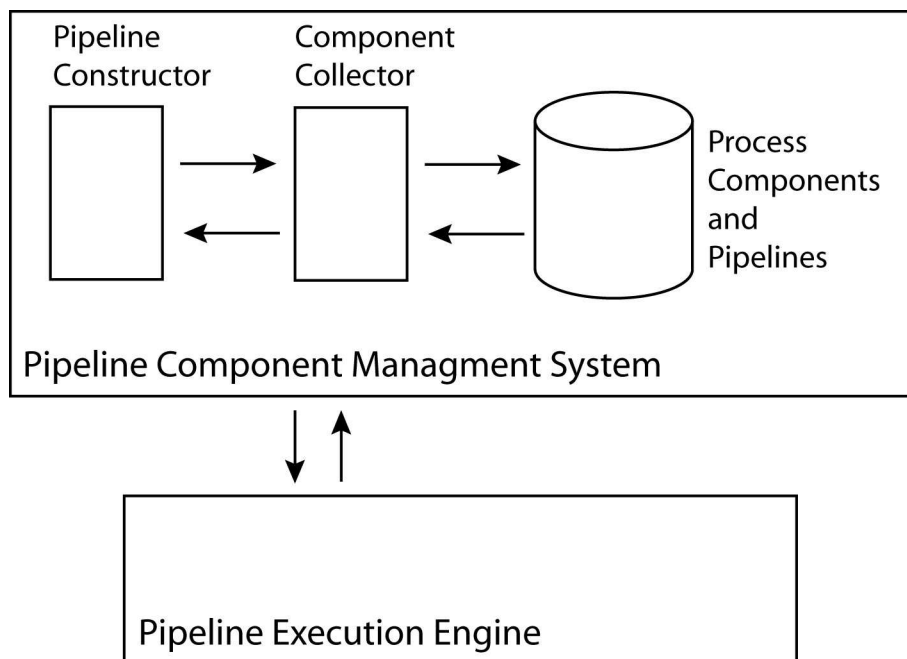 Pipeline
Constructor
Component
Collector
Process
Components
and
Pipelines
Pipeline Component Managment System
Pipeline Execution Engine